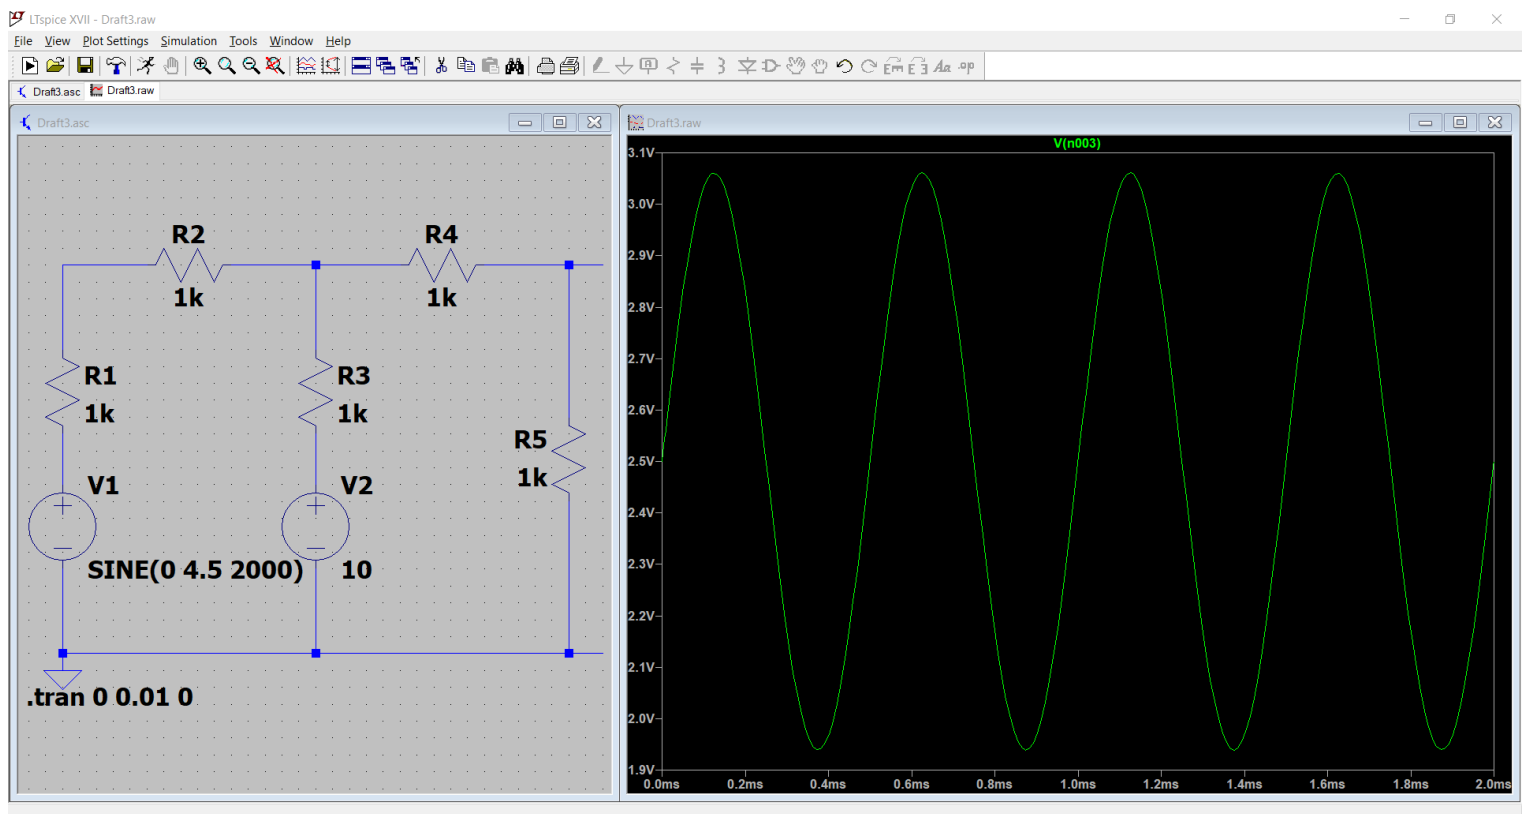 LTspice XVII - Draft3.raw
File View Plot Settings Simulation Tools Window Help
Draft3.asc Draft3.raw
Draft3.asc
R2
R4
1k
1k
R1
1k
R3
1k
R5
1k
V1
V2
SINE(0 4.5 2000)
10
.tran 0 0.01 0
Draft3.raw
V(n003)
3.1V
3.0V
2.9V
2.8V
2.7V
2.6V
2.5V
2.4V
2.3V
2.2V
2.1V
2.0V
1.9V
0.0ms 0.2ms 0.4ms 0.6ms 0.8ms 1.0ms 1.2ms 1.4ms 1.6ms 1.8ms 2.0ms